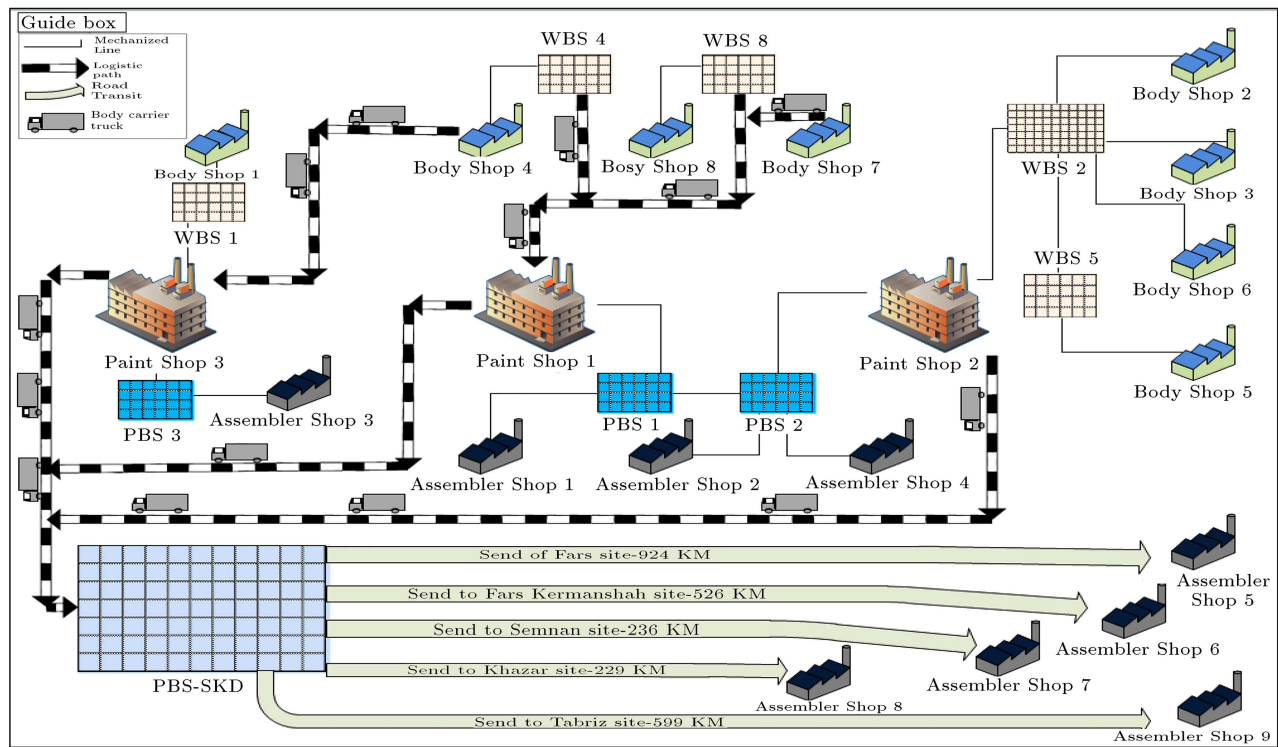 Guide box
Mechanized
Line
Logistic
path
Road
Transit
Body carrier
truck
WBS 4
WBS 8
Body Shop 2
Body Shop 1
Body Shop 4
Bosy Shop 8
Body Shop 7
WBS 2
Body Shop 3
WBS 1
WBS 5
Body Shop 6
Paint Shop 3
Paint Shop 1
Paint Shop 2
Body Shop 5
PBS 3
Assembler Shop 3
PBS 1
PBS 2
Assembler Shop 1
Assembler Shop 2
Assembler Shop 4
Send of Fars site-924 KM
Assembler
Shop 5
Send to Fars Kermanshah site-526 KM
Send to Semnan site-236 KM
Assembler Shop 6
Send to Khazar site-229 KM
PBS-SKD
Assembler Shop 7
Assembler Shop 8
Send to Tabriz site-599 KM
Assembler Shop 9